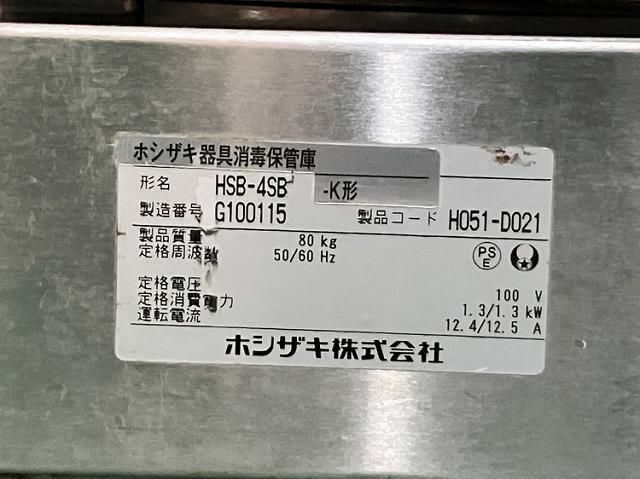 ホシザキ器具消毒保管庫
形名 HSB-4SB -K形
製造番号 G100115 製品コード H051-D021
製品質量 80 kg
定格周波数 50/60 Hz
PS E
定格電圧 100 V
定格消費電力 1.3/1.3 kW
運転電流 12.4/12.5 A
ホシザキ株式会社